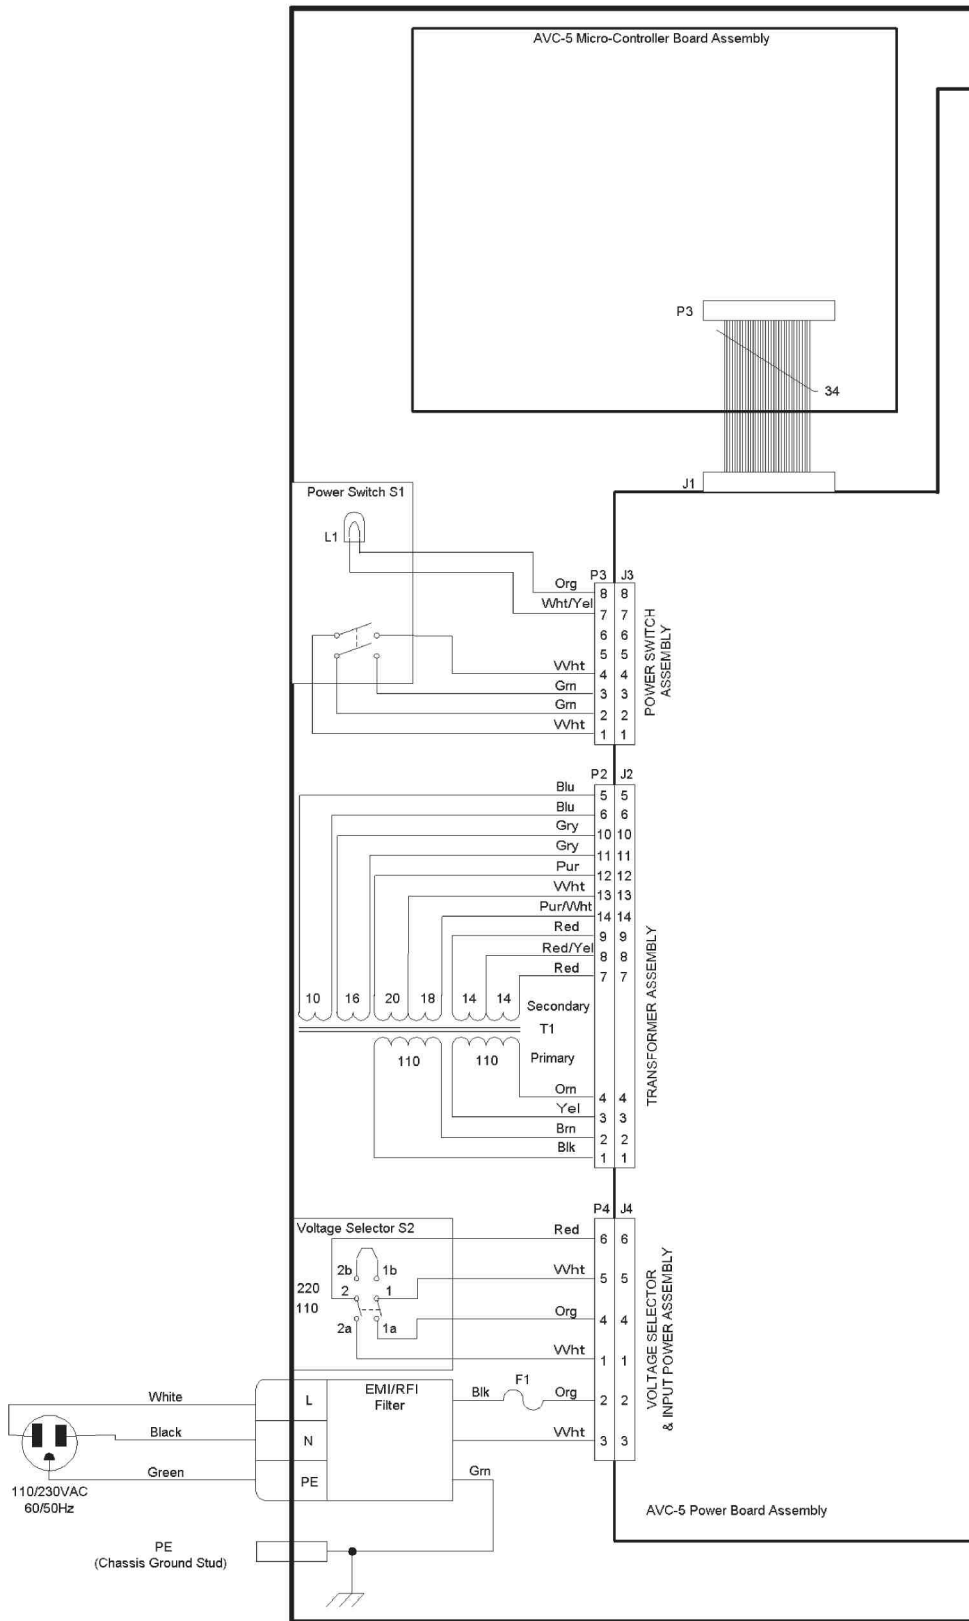 AVC-5 Micro-Controller Board Assembly
P3
34
J1
Power Switch S1
L1
P3 J3
Org 8 8
Wht/Yel 7 7
6 6
5 5
Wht 4 4
Grn 3 3
Grn 2 2
Wht 1 1
POWER SWITCH
ASSEMBLY
P2 J2
Blu 5 5
Blu 6 6
Gry 10 10
Gry 11 11
Pur 12 12
Wht 13 13
Pur/Wht 14 14
Red 9 9
Red/Yel 8 8
Red 7 7
10 16 20 18 14 14
Secondary
T1
Primary
110 110
Orn 4 4
Yel 3 3
Brn 2 2
Blk 1 1
TRANSFORMER ASSEMBLY
P4 J4
Voltage Selector S2
Red 6 6
2b 1b
Wht 5 5
220 2 1
110
Org 4 4
2a 1a
Wht 1 1
EMI/RFI
Filter
F1
White L
Blk Org 2 2
Black N
Wht 3 3
Green PE
Grn
VOLTAGE SELECTOR
& INPUT POWER ASSEMBLY
110/230VAC
60/50Hz
AVC-5 Power Board Assembly
PE
(Chassis Ground Stud)